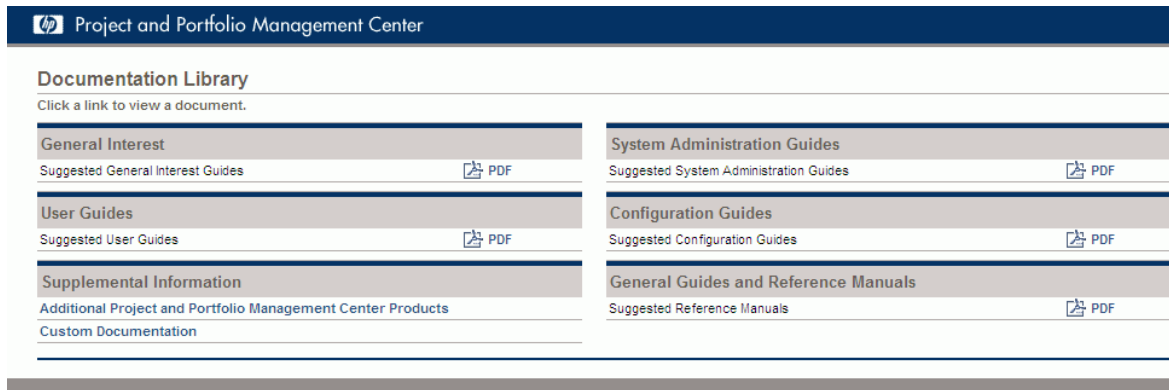 hp Project and Portfolio Management Center
Documentation Library
Click a link to view a document.
General Interest
Suggested General Interest Guides PDF
User Guides
Suggested User Guides PDF
Supplemental Information
Additional Project and Portfolio Management Center Products
Custom Documentation
System Administration Guides
Suggested System Administration Guides PDF
Configuration Guides
Suggested Configuration Guides PDF
General Guides and Reference Manuals
Suggested Reference Manuals PDF